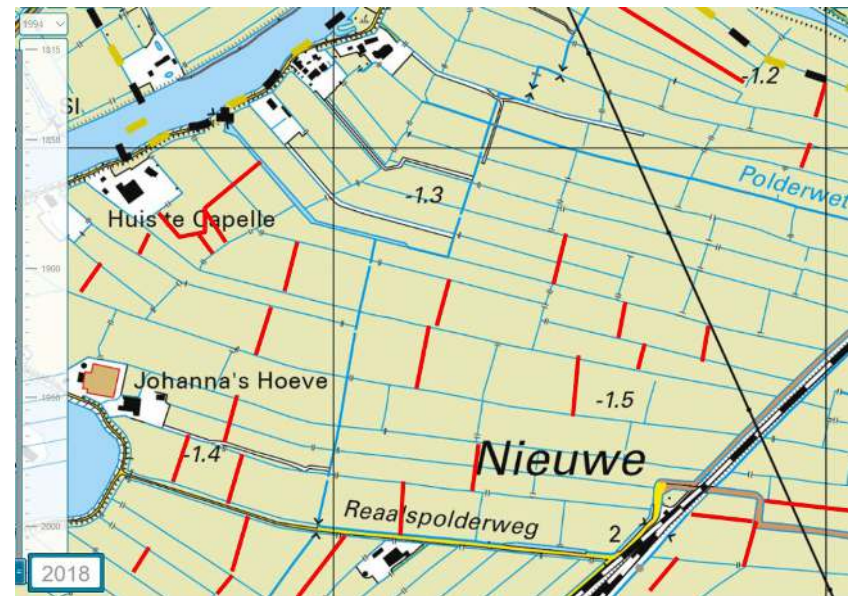 1994
1815
-1.2
Sl.
1858
Polderwet
-1.3
Huis te Capelle
1900
Johanna's Hoeve
-1.5
1950
-1.4
Nieuwe
Reaalspolderweg
2000
2
2018